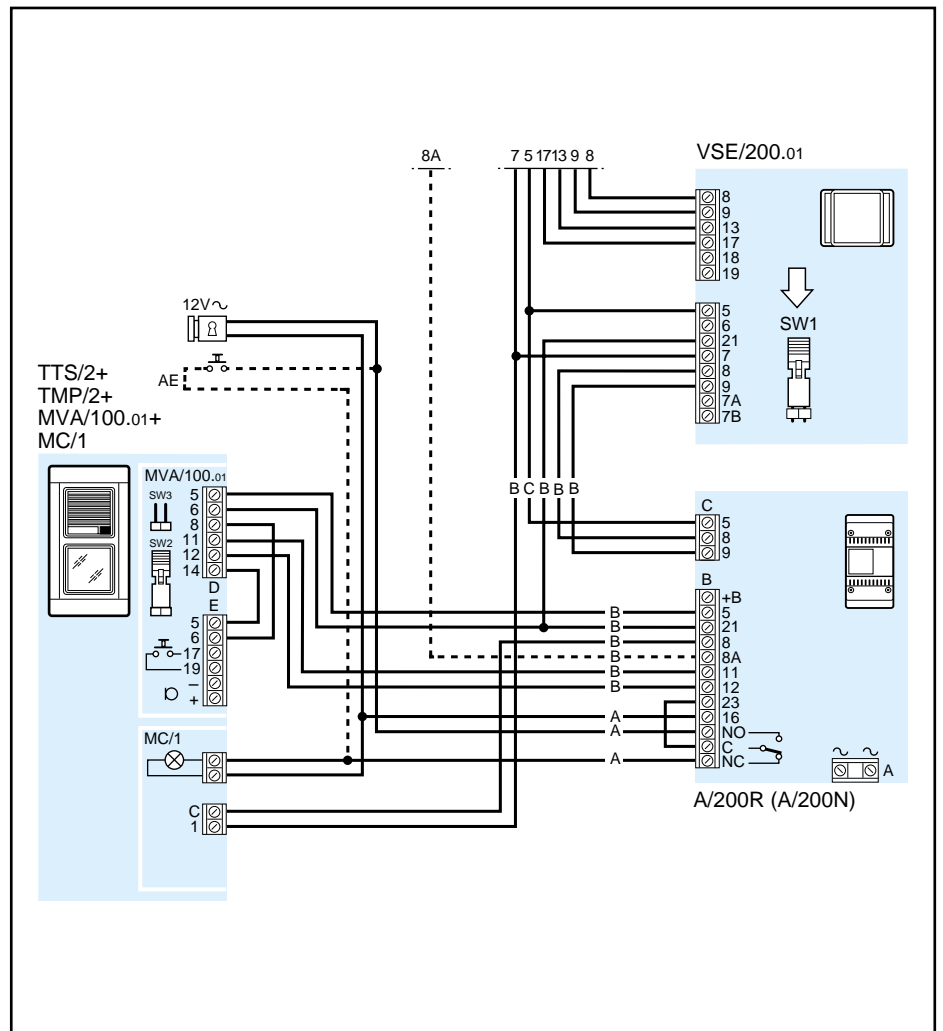 8A
7 5 17 13 9 8
VSE/200.01
8
9
13
17
18
19
5
6
21
7
8
9
7A
7B
SW1
12V~
AE
TTS/2+
TMP/2+
MVA/100.01+
MC/1
MVA/100.01
SW3
SW2
5
6
8
11
12
14
D
E
5
6
17
19
–
+
MC/1
C
1
B C B B B
C
5
8
9
B
+B
5
21
8
8A
11
12
23
16
NO
C
NC
B
B
B
B
B
B
A
A
A
~ ~
A
A/200R (A/200N)